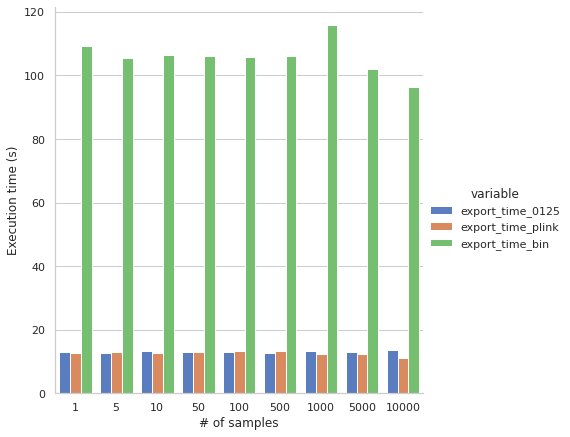 120
100
80
60
40
20
0
Execution time (s)
1 5 10 50 100 500 1000 5000 10000
# of samples
variable
export_time_0125
export_time_plink
export_time_bin